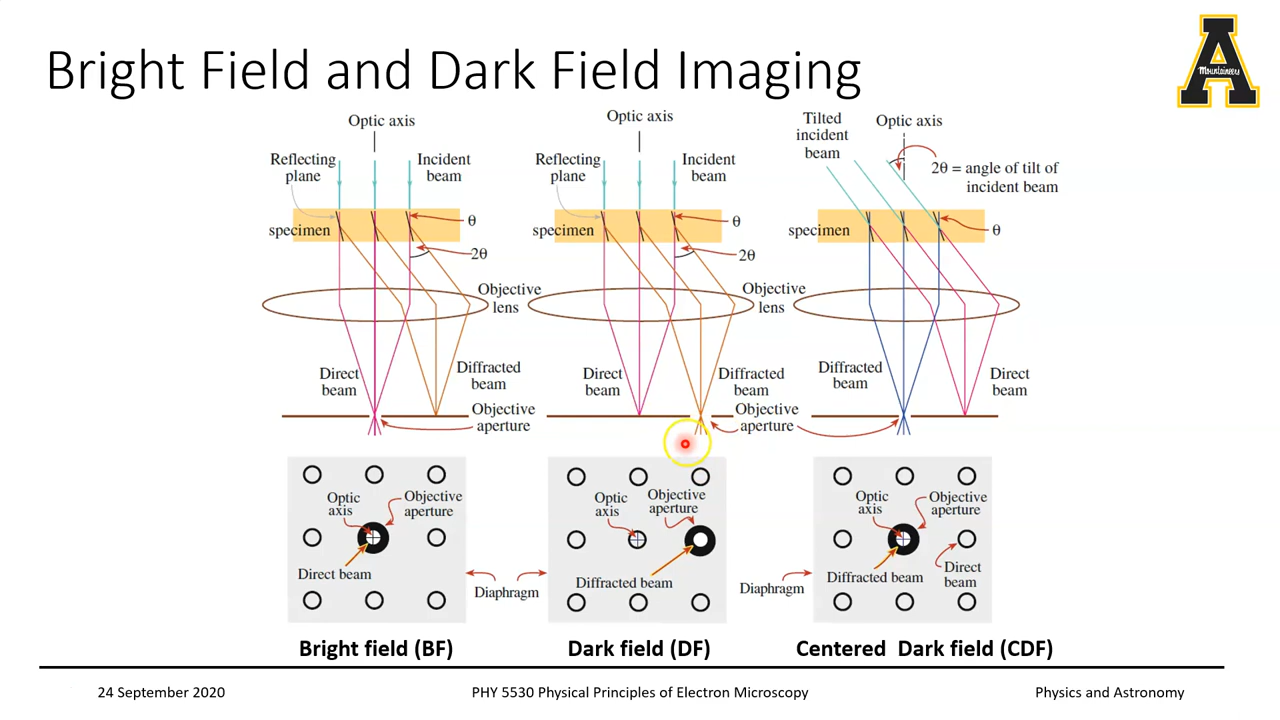 Bright Field and Dark Field Imaging
Mountaineers
Optic axis
Reflecting
plane
Incident
beam
specimen
θ
2θ
Objective
lens
Direct
beam
Diffracted
beam
Objective
aperture
Optic axis
Reflecting
plane
Incident
beam
specimen
θ
2θ
Objective
lens
Direct
beam
Diffracted
beam
Objective
aperture
Tilted
incident
beam
Optic axis
2θ = angle of tilt of
incident beam
specimen
θ
Diffracted
beam
Direct
beam
Optic
axis
Objective
aperture
Direct beam
Diaphragm
Optic
axis
Objective
aperture
Diffracted beam
Diaphragm
Optic
axis
Objective
aperture
Diffracted beam
Direct
beam
Bright field (BF)
Dark field (DF)
Centered Dark field (CDF)
24 September 2020
PHY 5530 Physical Principles of Electron Microscopy
Physics and Astronomy